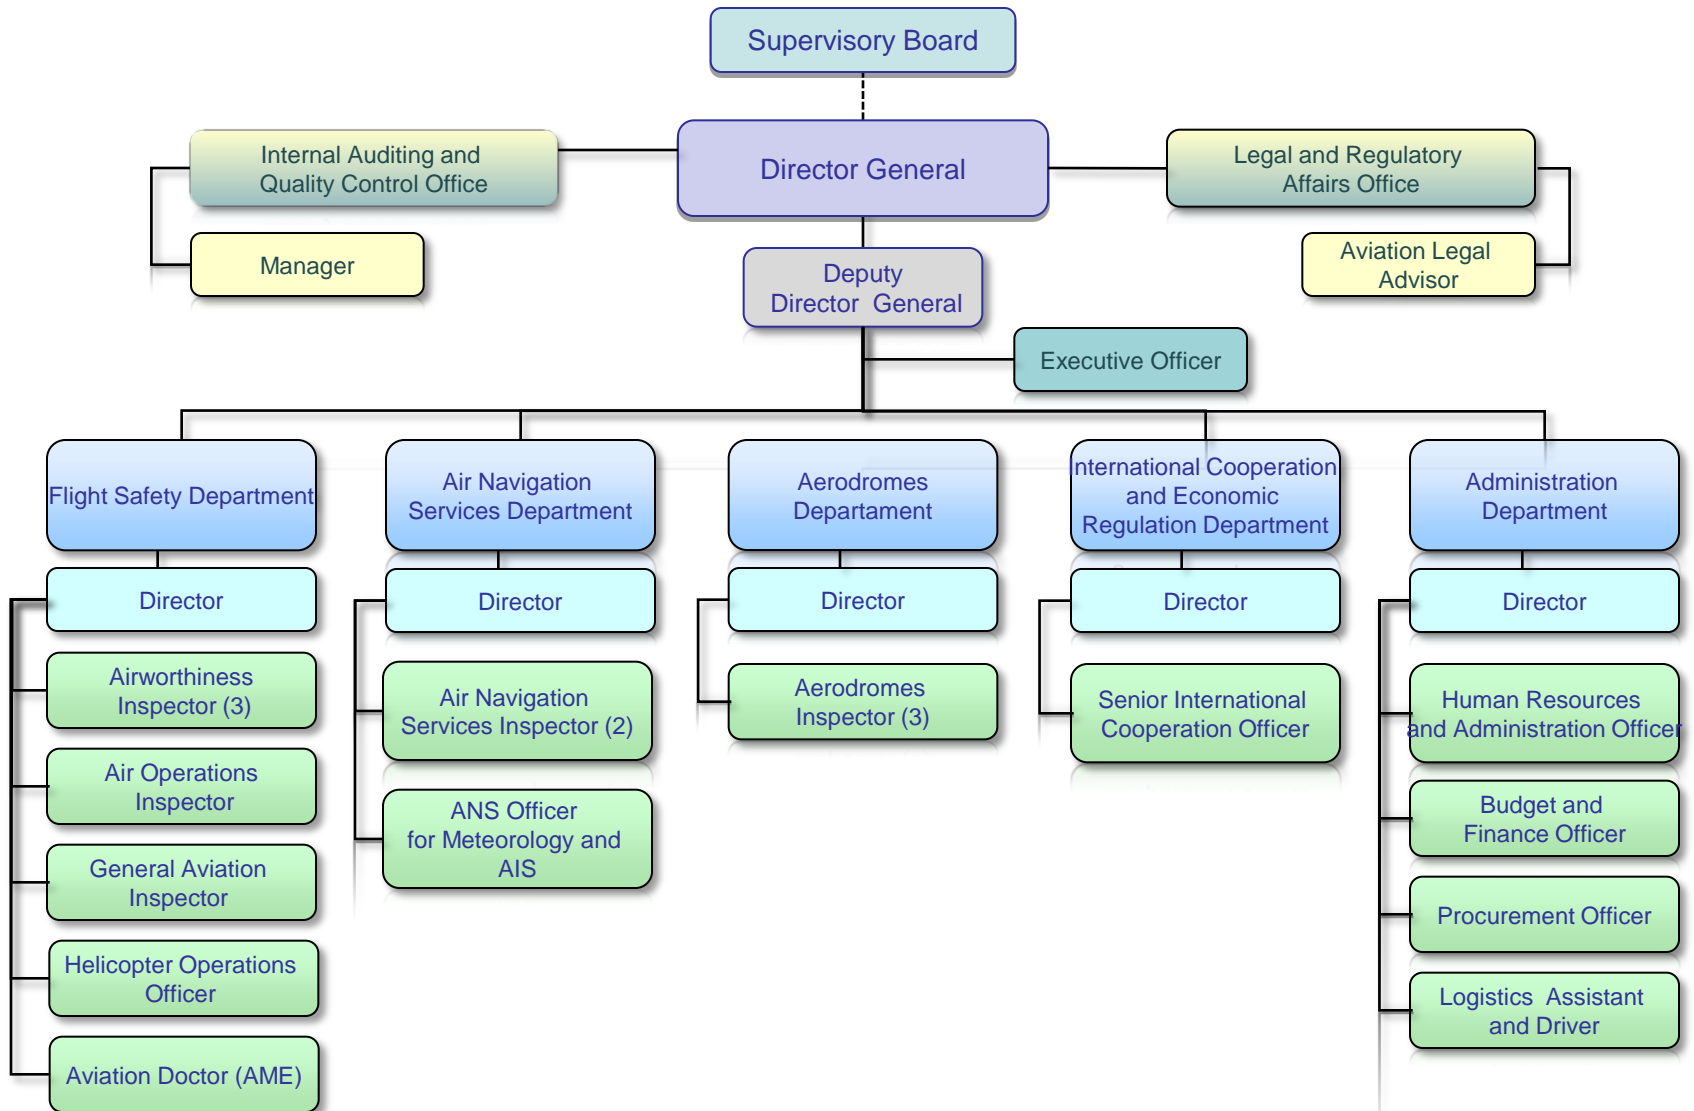 Supervisory Board
Internal Auditing and
Quality Control Office
Director General
Legal and Regulatory
Affairs Office
Manager
Deputy
Director General
Aviation Legal
Advisor
Executive Officer
Flight Safety Department
Air Navigation
Services Department
Aerodromes
Departament
International Cooperation
and Economic
Regulation Department
Administration
Department
Director
Director
Director
Director
Director
Airworthiness
Inspector (3)
Air Operations
Inspector
General Aviation
Inspector
Helicopter Operations
Officer
Aviation Doctor (AME)
Air Navigation
Services Inspector (2)
ANS Officer
for Meteorology and
AIS
Aerodromes
Inspector (3)
Senior International
Cooperation Officer
Human Resources
and Administration Officer
Budget and
Finance Officer
Procurement Officer
Logistics Assistant
and Driver